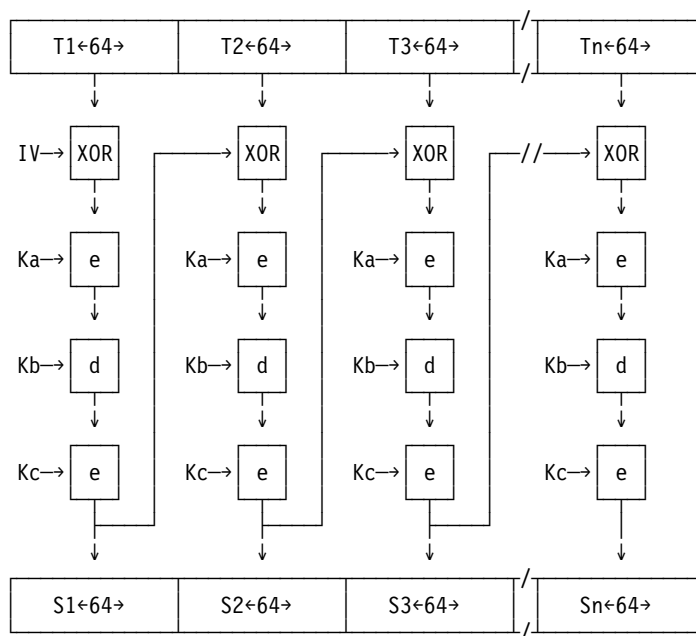 T1←64→ T2←64→ T3←64→ Tn←64→
IV→ XOR XOR XOR // XOR
Ka→ e Ka→ e Ka→ e Ka→ e
Kb→ d Kb→ d Kb→ d Kb→ d
Kc→ e Kc→ e Kc→ e Kc→ e
S1←64→ S2←64→ S3←64→ Sn←64→